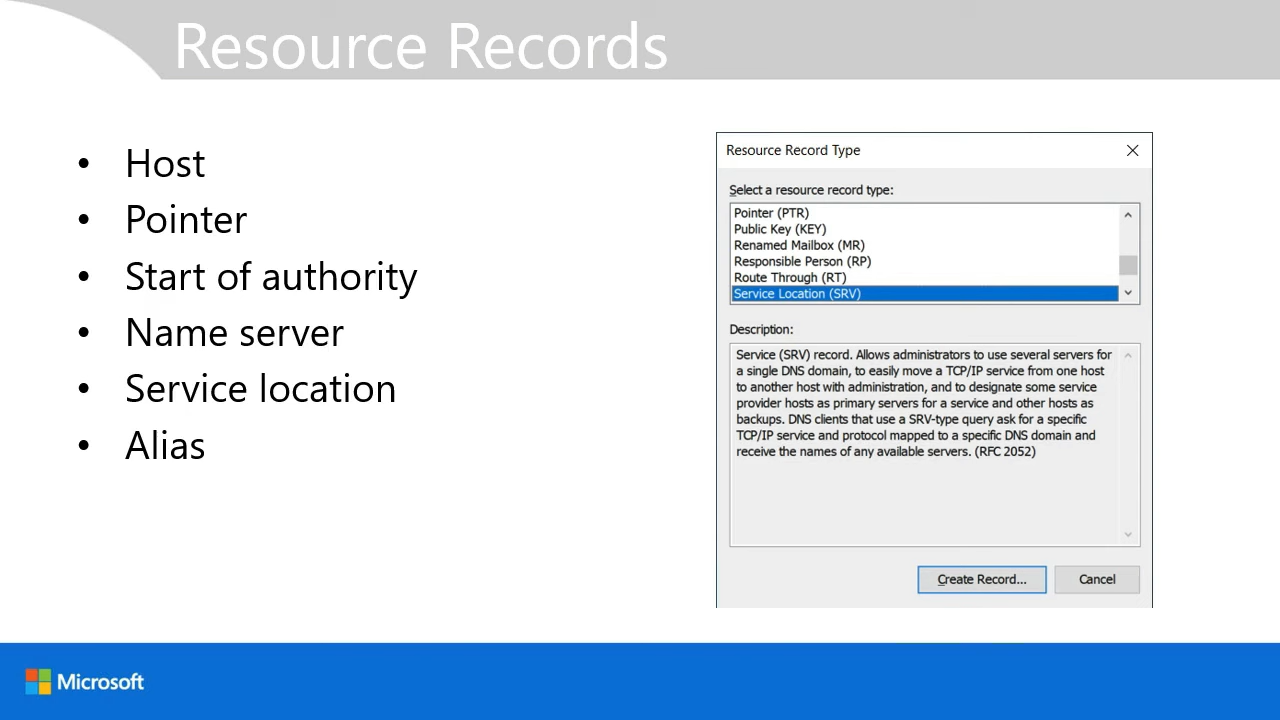 Resource Records
• Host
• Pointer
• Start of authority
• Name server
• Service location
• Alias
Resource Record Type
Select a resource record type:
Pointer (PTR)
Public Key (KEY)
Renamed Mailbox (MR)
Responsible Person (RP)
Route Through (RT)
Service Location (SRV)
Description:
Service (SRV) record. Allows administrators to use several servers for
a single DNS domain, to easily move a TCP/IP service from one host
to another host with administration, and to designate some service
provider hosts as primary servers for a service and other hosts as
backups. DNS clients that use a SRV-type query ask for a specific
TCP/IP service and protocol mapped to a specific DNS domain and
receive the names of any available servers. (RFC 2052)
Create Record...
Cancel
Microsoft